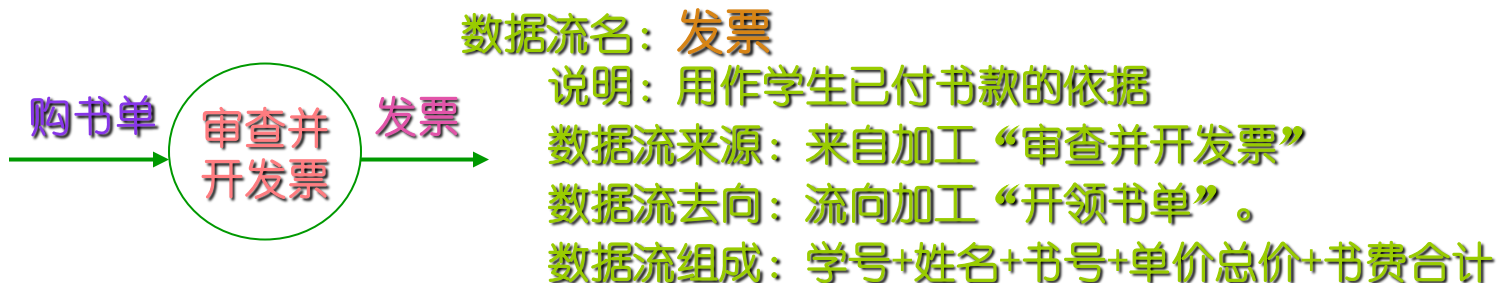 购书单
审查并
开发票
发票
数据流名：发票
说明：用作学生已付书款的依据
数据流来源：来自加工“审查并开发票”
数据流去向：流向加工“开领书单”。
数据流组成：学号+姓名+书号+单价总价+书费合计